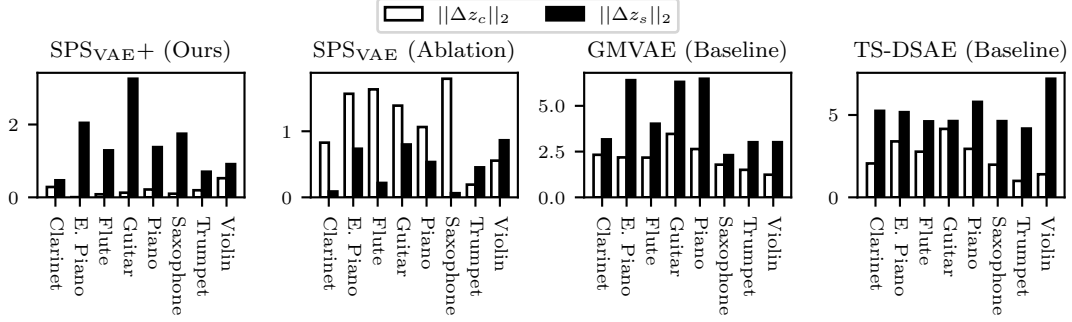 ||Δz_c||₂ ||Δz_s||₂
SPS_VAE+ (Ours) SPS_VAE (Ablation) GMVAE (Baseline) TS-DSAE (Baseline)
2
0
Clarinet E. Piano Flute Guitar Piano Saxophone Trumpet Violin
1
0
Clarinet E. Piano Flute Guitar Piano Saxophone Trumpet Violin
5.0
2.5
0.0
Clarinet E. Piano Flute Guitar Piano Saxophone Trumpet Violin
5
0
Clarinet E. Piano Flute Guitar Piano Saxophone Trumpet Violin